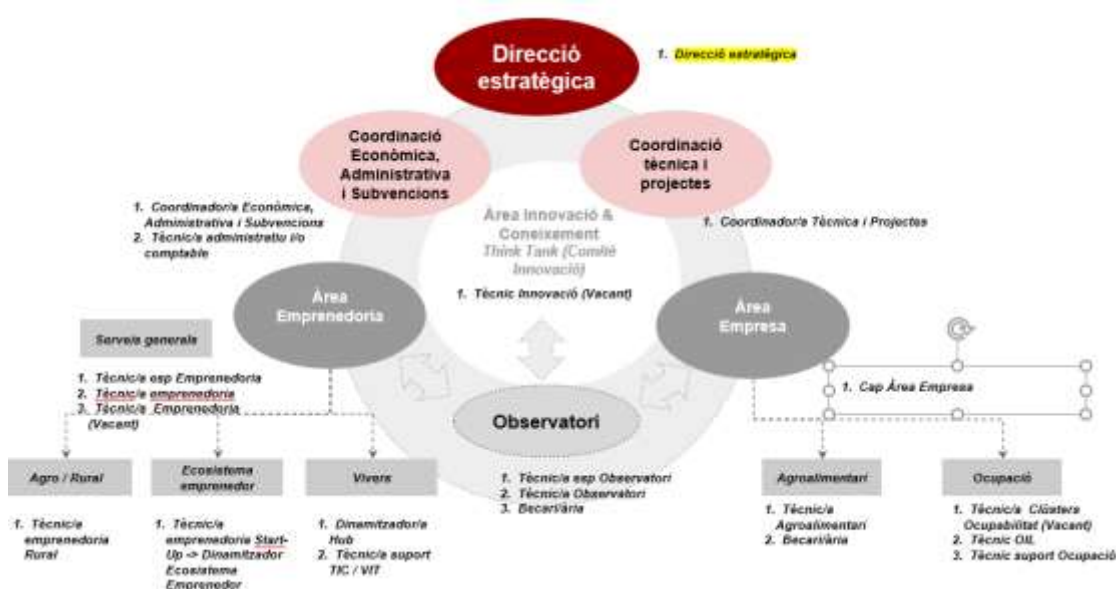 Direcció
estratègica
1. Direcció estratègica
Coordinació
Econòmica,
Administrativa
i Subvencions
Coordinació
tècnica i
projectes
1. Coordinador/a Econòmica,
Administrativa i Subvencions
2. Tècnic/a administratiu i/o
comptable
Àrea Innovació &
Coneixement
Think Tank (Comitè
Innovació)
1. Tècnic Innovació (Vacant)
1. Coordinador/a Tècnica i Projectes
Àrea
Emprenedoria
Àrea
Empresa
Serveis generals
1. Tècnic/a esp Emprenedoria
2. Tècnic/a emprenedoria
3. Tècnic/a Emprenedoria
(Vacant)
1. Cap Àrea Empresa
Observatori
1. Tècnic/a esp Observatori
2. Tècnic/a Observatori
3. Becari/ària
Agro / Rural
1. Tècnic/a
emprenedoria
Rural
Ecosistema
emprenedor
1. Tècnic/a
emprenedoria Start-
Up -> Dinamitzador
Ecosistema
Emprenedor
Vivers
1. Dinamitzador/a
Hub
2. Tècnic/a suport
TIC / VIT
Agroalimentari
1. Tècnic/a
Agroalimentari
2. Becari/ària
Ocupació
1. Tècnic/a Clústers
Ocupabilitat (Vacant)
2. Tècnic OIL
3. Tècnic suport Ocupació